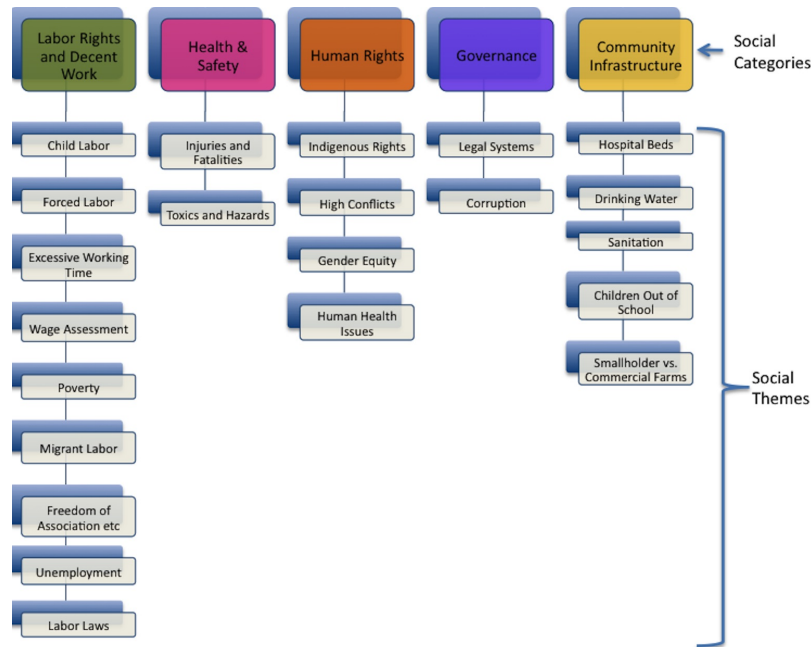 Labor Rights
and Decent
Work
Health &
Safety
Human Rights
Governance
Community
Infrastructure
Social
Categories
Child Labor
Forced Labor
Excessive Working
Time
Wage Assessment
Poverty
Migrant Labor
Freedom of
Association etc
Unemployment
Labor Laws
Injuries and
Fatalities
Toxics and Hazards
Indigenous Rights
High Conflicts
Gender Equity
Human Health
Issues
Legal Systems
Corruption
Hospital Beds
Drinking Water
Sanitation
Children Out of
School
Smallholder vs.
Commercial Farms
Social
Themes